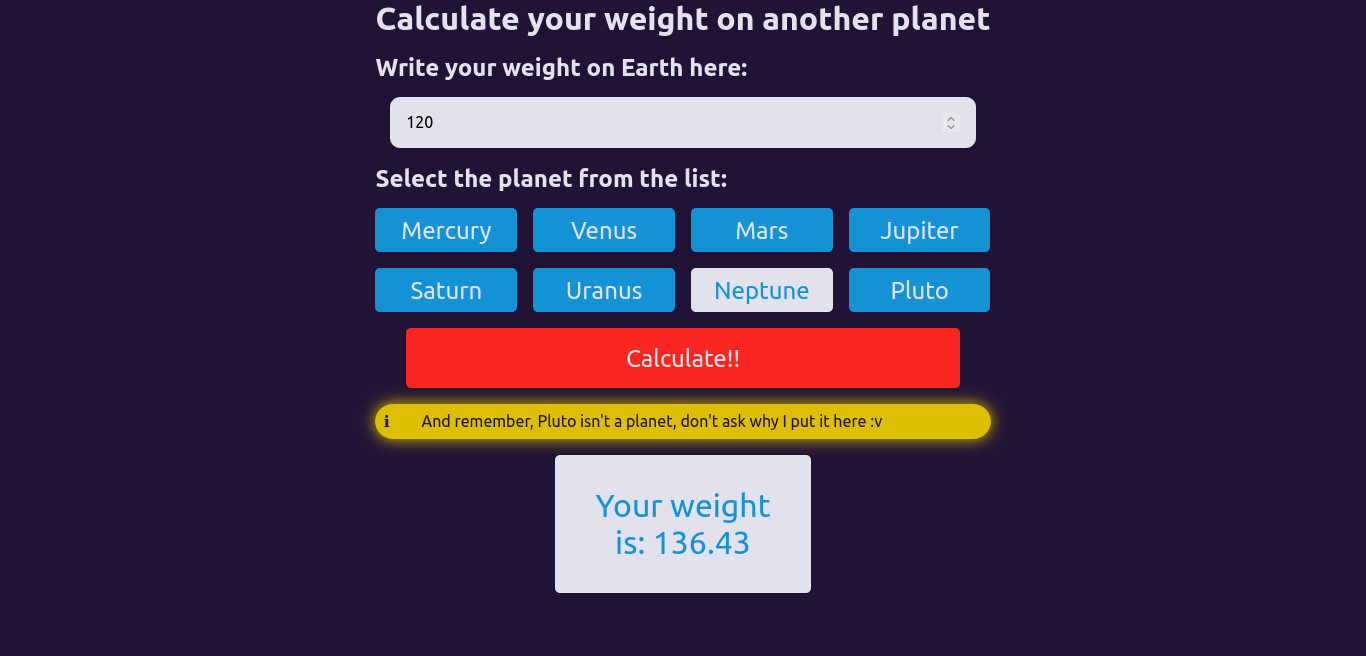 Calculate your weight on another planet
Write your weight on Earth here:
120
Select the planet from the list:
Mercury Venus Mars Jupiter
Saturn Uranus Neptune Pluto
Calculate!!
i And remember, Pluto isn't a planet, don't ask why I put it here :v
Your weight
is: 136.43